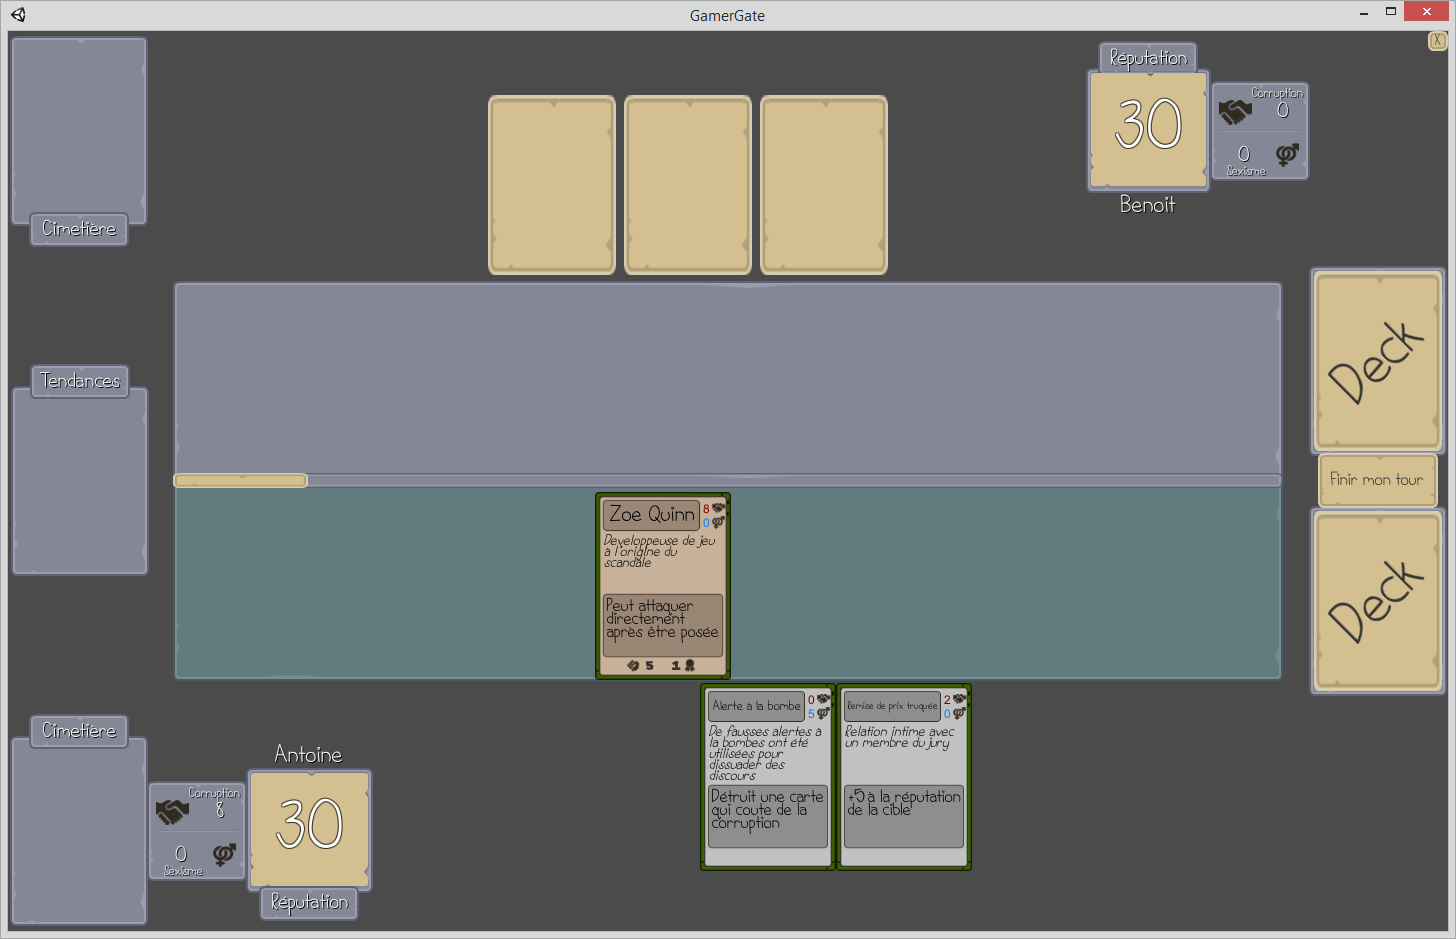 GamerGate
X
Réputation
30
Corruption
0
0
Sexisme
Benoit
Cimetière
Tendances
Deck
Finir mon tour
Deck
Zoe Quinn
8
0
Developpeuse de jeu
à l'origine du
scandale
Peut attaquer
directement
après être posée
5 1
Alerte à la bombe
0
5
De fausses alertes à
la bombes ont été
utilisées pour
dissuader des
discours
Détruit une carte
qui coute de la
corruption
Remise de prix truquée
2
0
Relation intime avec
un membre du jury
+5 à la réputation
de la cible
Cimetière
Antoine
Corruption
8
0
Sexisme
30
Réputation